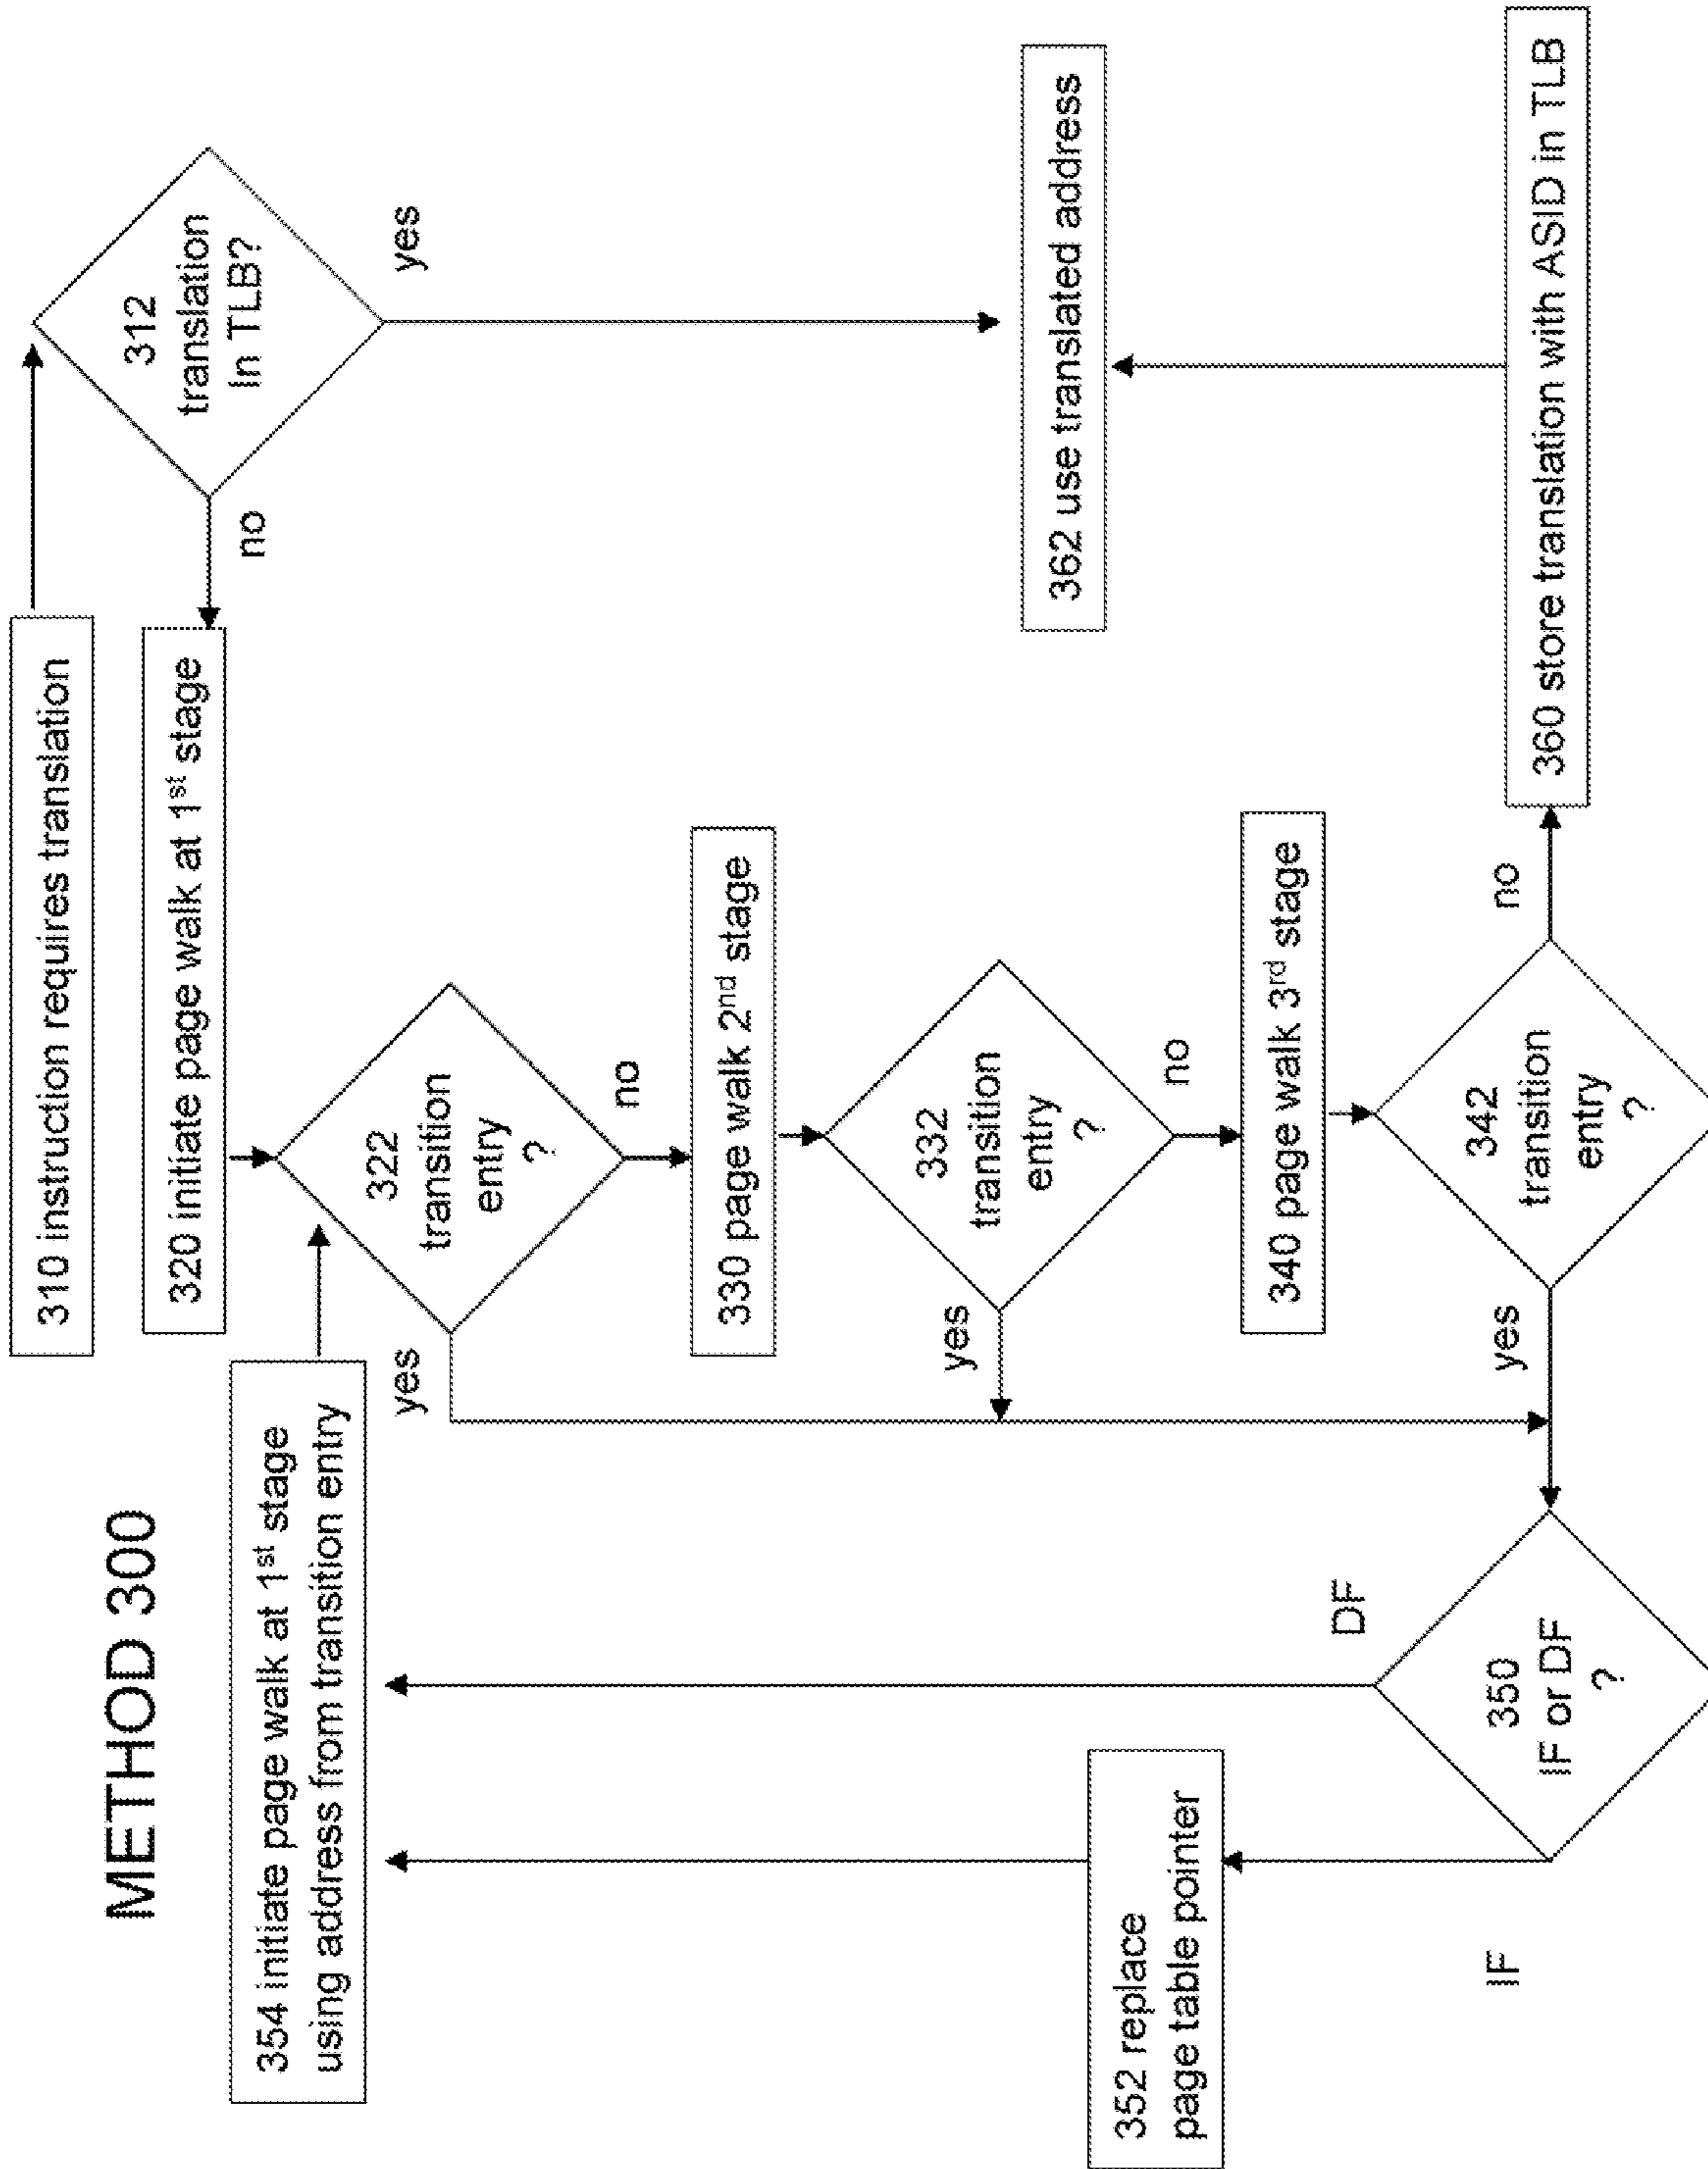 METHOD 300
310 instruction requires translation
312
translation
in TLB?
yes
no
320 initiate page walk at 1st stage
354 initiate page walk at 1st stage
using address from transition entry
322
transition
entry
?
yes
no
330 page walk 2nd stage
332
transition
entry
?
yes
no
340 page walk 3rd stage
342
transition
entry
?
yes
no
350
IF or DF
?
DF
IF
352 replace
page table pointer
360 store translation with ASID in TLB
362 use translated address